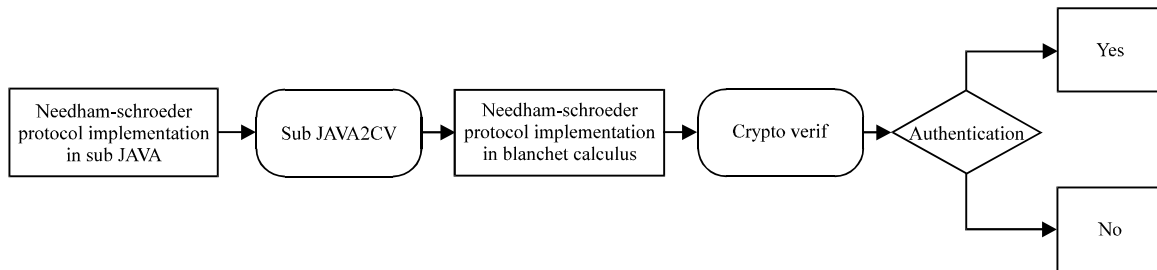 Needham-schroeder
protocol implementation
in sub JAVA
Sub JAVA2CV
Needham-schroeder
protocol implementation
in blanchet calculus
Crypto verif
Authentication
Yes
No